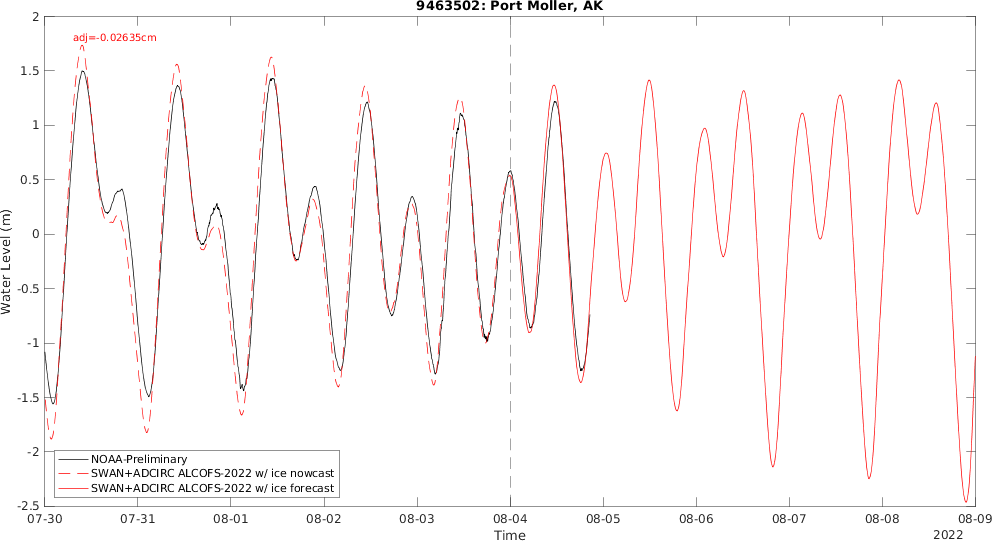 9463502: Port Moller, AK
adj=-0.02635cm
Water Level (m)
2
1.5
1
0.5
0
-0.5
-1
-1.5
-2
-2.5
NOAA-Preliminary
SWAN+ADCIRC ALCOFS-2022 w/ ice nowcast
SWAN+ADCIRC ALCOFS-2022 w/ ice forecast
07-30 07-31 08-01 08-02 08-03 08-04 08-05 08-06 08-07 08-08 08-09
Time
2022